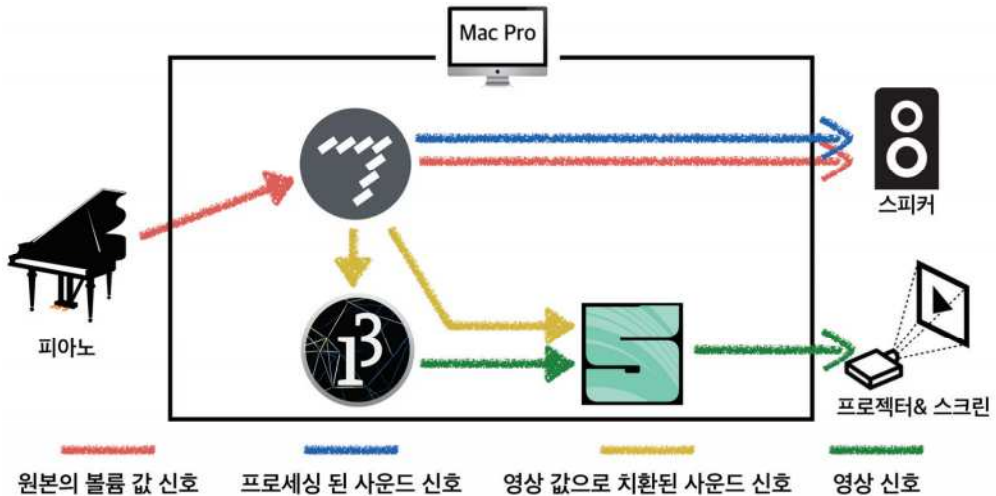 Mac Pro
스피커
피아노
프로젝터& 스크린
원본의 볼륨 값 신호
프로세싱 된 사운드 신호
영상 값으로 치환된 사운드 신호
영상 신호